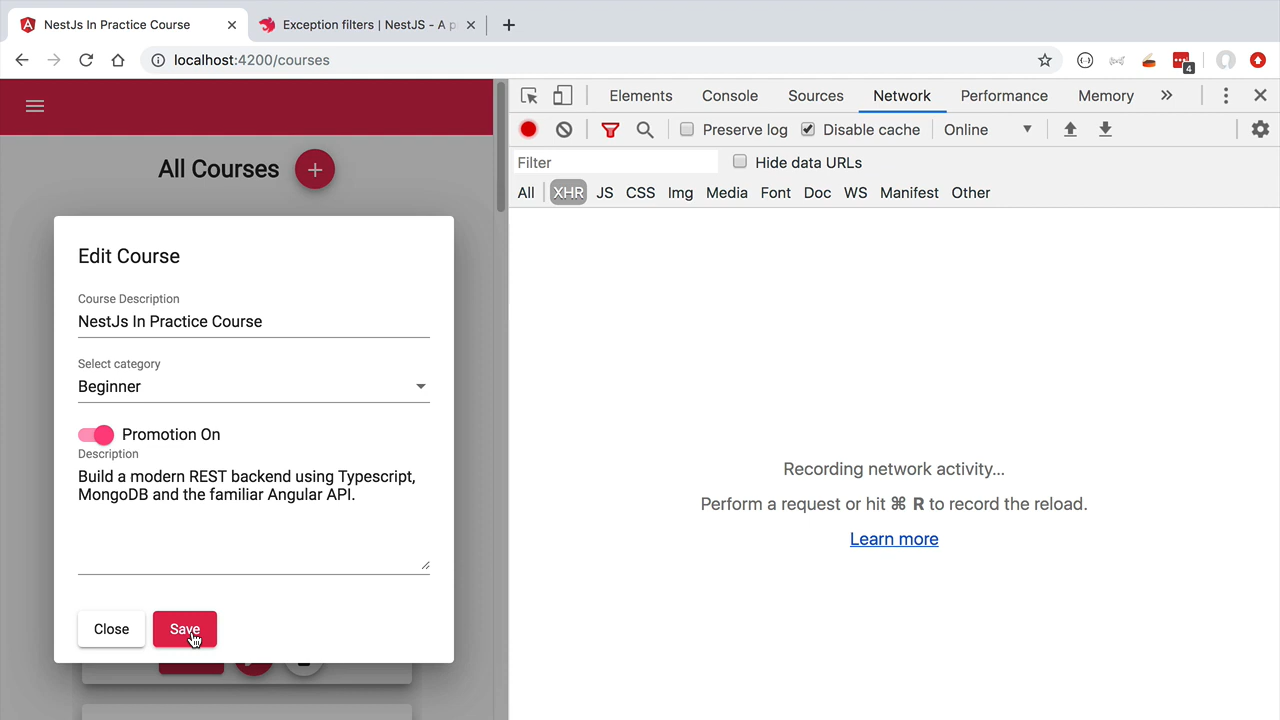 NestJs In Practice Course
Exception filters | NestJS - A p
localhost:4200/courses
4
Elements Console Sources Network Performance Memory
Preserve log Disable cache Online
Filter Hide data URLs
All XHR JS CSS Img Media Font Doc WS Manifest Other
All Courses
Edit Course
Course Description
NestJs In Practice Course
Select category
Beginner
Promotion On
Description
Build a modern REST backend using Typescript,
MongoDB and the familiar Angular API.
Close Save
Recording network activity...
Perform a request or hit ⌘ R to record the reload.
Learn more